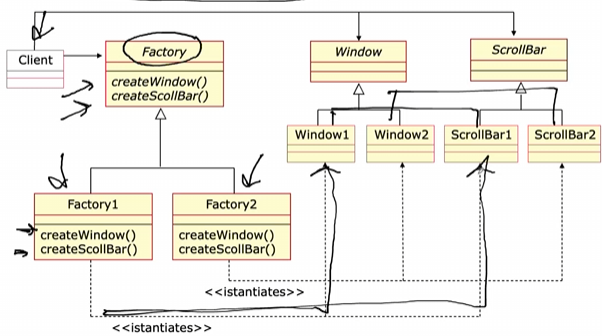 Client
Factory
createWindow()
createScollBar()
Window
ScrollBar
Window1
Window2
ScrollBar1
ScrollBar2
Factory1
createWindow()
createScollBar()
Factory2
createWindow()
createScollBar()
<<istantiates>>
<<istantiates>>